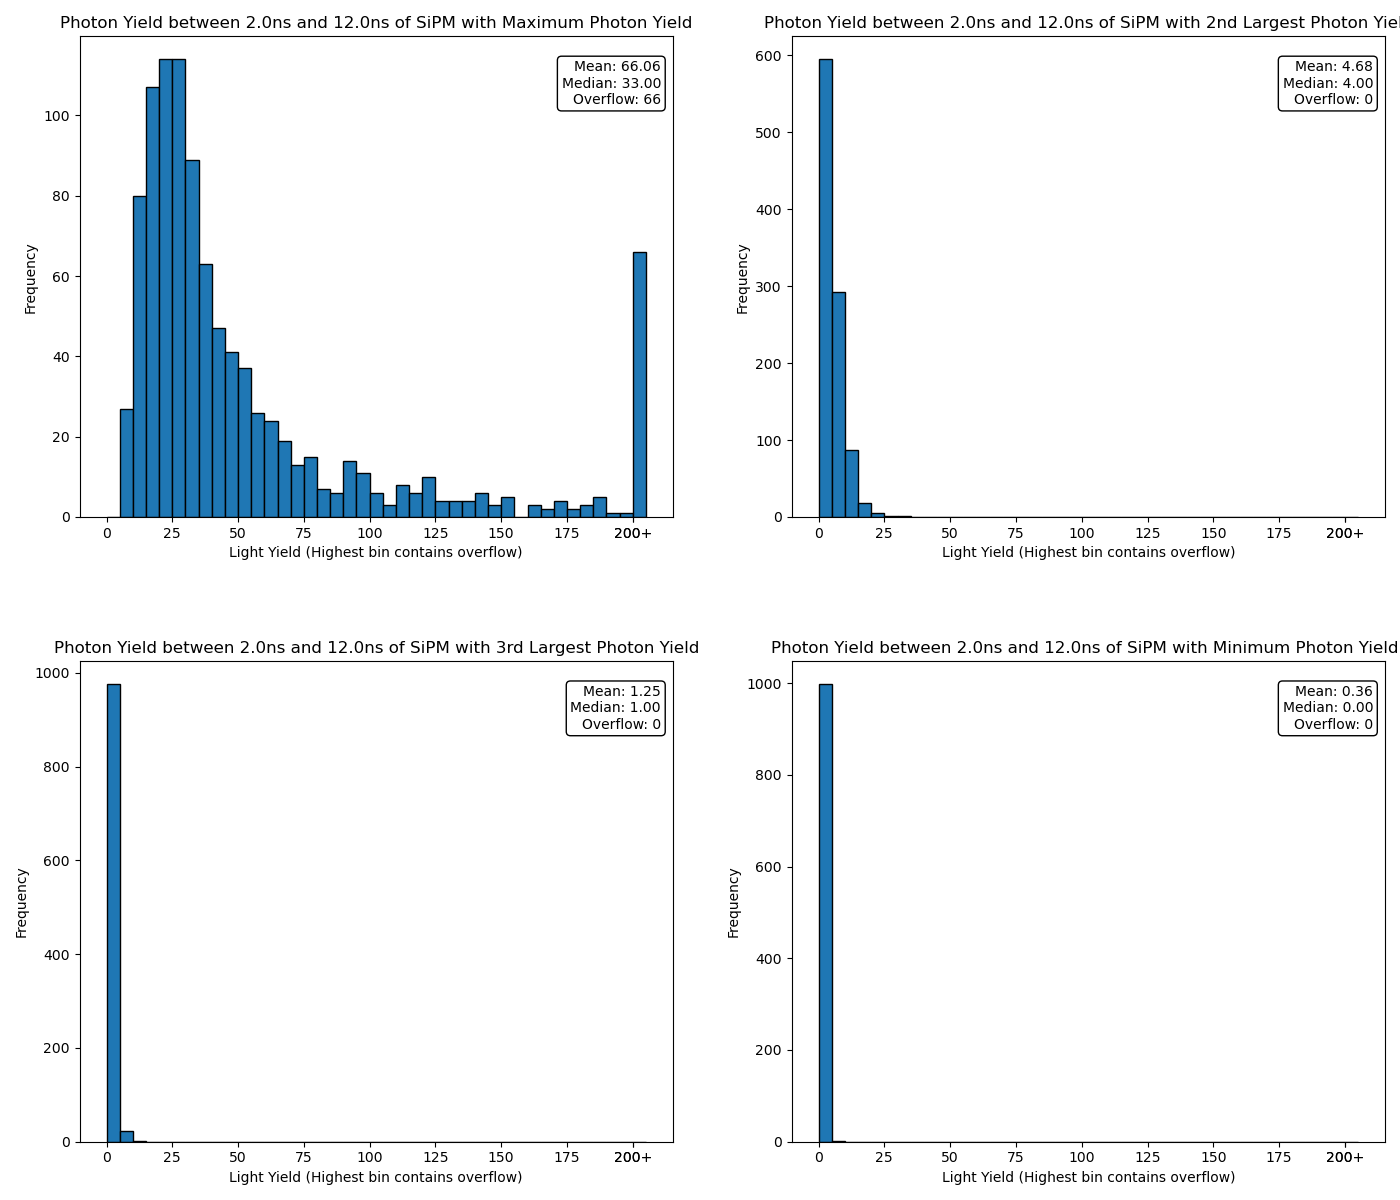 Photon Yield between 2.0ns and 12.0ns of SiPM with Maximum Photon Yield
Mean: 66.06
Median: 33.00
Overflow: 66
Frequency
100
80
60
40
20
0
0 25 50 75 100 125 150 175 200+
Light Yield (Highest bin contains overflow)
Photon Yield between 2.0ns and 12.0ns of SiPM with 2nd Largest Photon Yiel
Mean: 4.68
Median: 4.00
Overflow: 0
Frequency
600
500
400
300
200
100
0
0 25 50 75 100 125 150 175 200+
Light Yield (Highest bin contains overflow)
Photon Yield between 2.0ns and 12.0ns of SiPM with 3rd Largest Photon Yield
Mean: 1.25
Median: 1.00
Overflow: 0
Frequency
1000
800
600
400
200
0
0 25 50 75 100 125 150 175 200+
Light Yield (Highest bin contains overflow)
Photon Yield between 2.0ns and 12.0ns of SiPM with Minimum Photon Yield
Mean: 0.36
Median: 0.00
Overflow: 0
Frequency
1000
800
600
400
200
0
0 25 50 75 100 125 150 175 200+
Light Yield (Highest bin contains overflow)